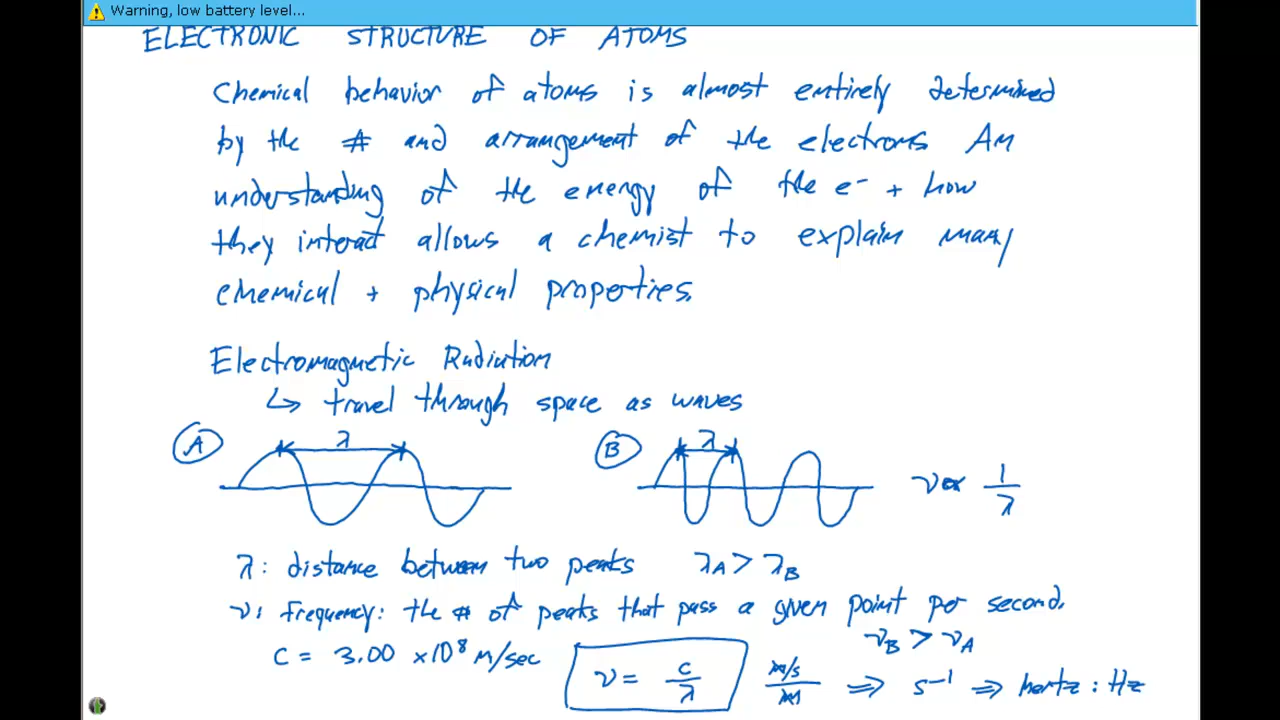 Warning, low battery level...
ELECTRONIC STRUCTURE OF ATOMS
Chemical behavior of atoms is almost entirely determined
by the # and arrangement of the electrons An
understanding of the energy of the e⁻ + how
they interact allows a chemist to explain many
chemical + physical properties.
Electromagnetic Radiation
↳ travel through space as waves
A λ B λ ν ∝ 1/λ
λ: distance between two peaks λA > λB
ν: frequency: the # of peaks that pass a given point per second.
νB > νA
c = 3.00 × 10⁸ m/sec ν = c/λ m/s/m ⇒ s⁻¹ ⇒ hertz: Hz